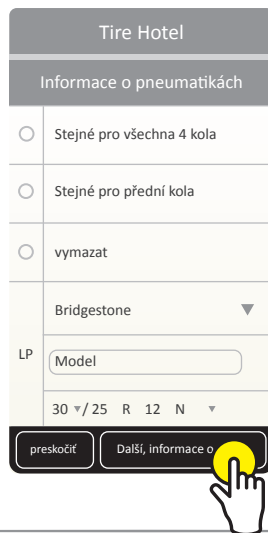 Tire Hotel
Informace o pneumatikách
Stejné pro všechna 4 kola
Stejné pro přední kola
vymazat
Bridgestone
LP
Model
30 / 25 R 12 N
preskočiť
Další, informace o